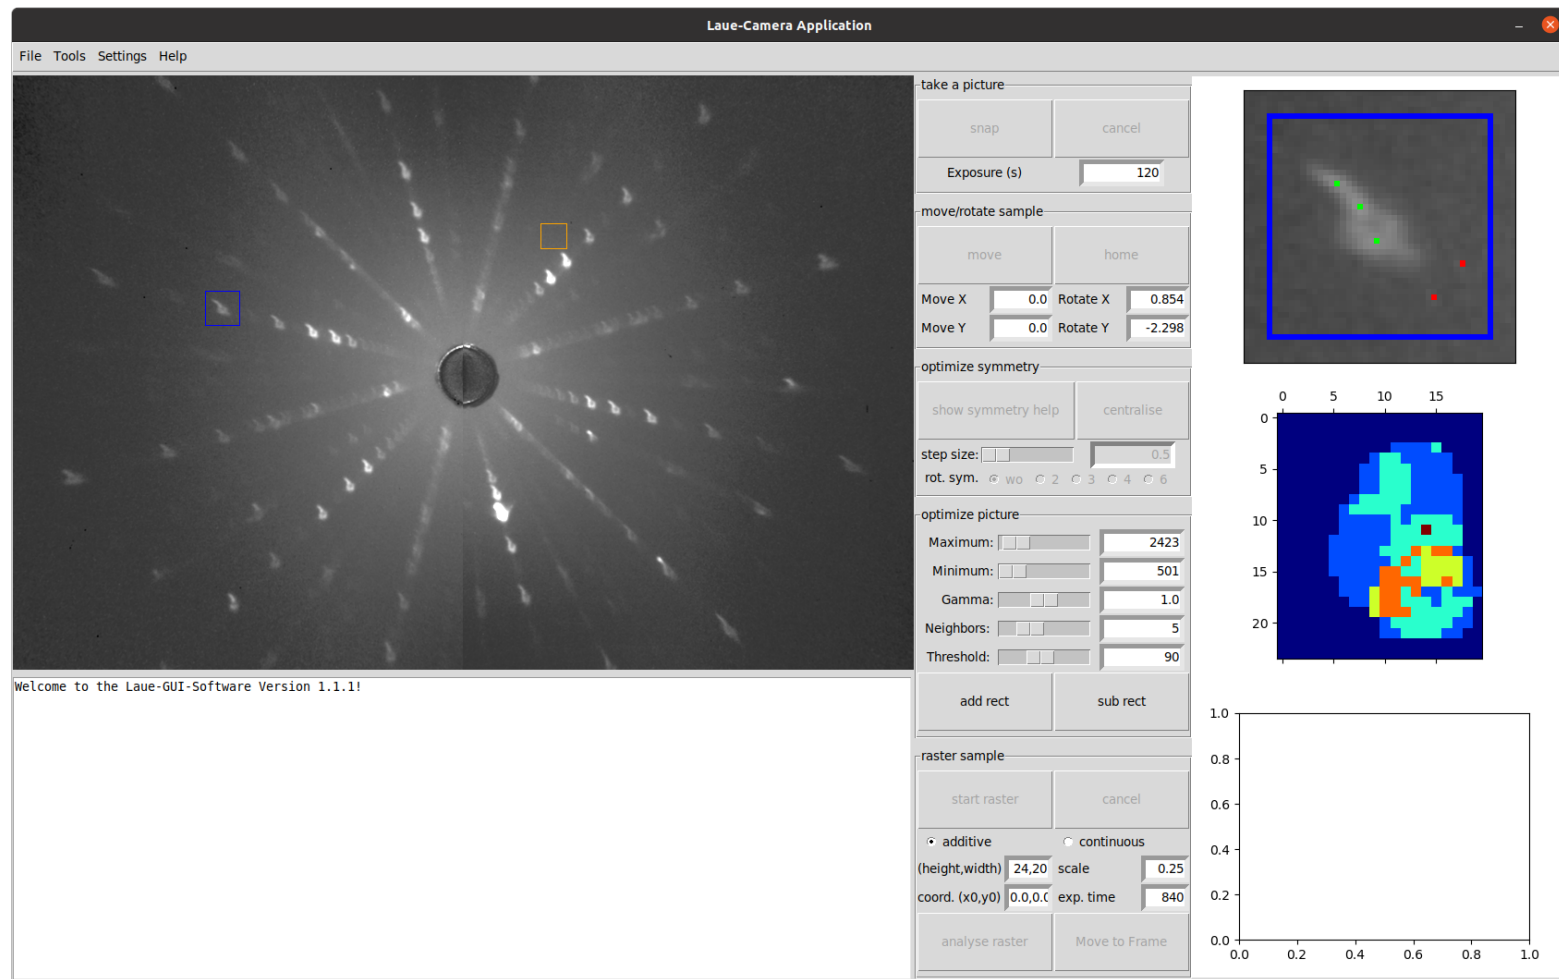 Laue-Camera Application
File Tools Settings Help
take a picture
snap cancel
Exposure (s) 120
move/rotate sample
move home
Move X 0.0 Rotate X 0.854
Move Y 0.0 Rotate Y -2.298
optimize symmetry
show symmetry help centralise
step size: 0.5
rot. sym. wo 2 3 4 6
optimize picture
Maximum: 2423
Minimum: 501
Gamma: 1.0
Neighbors: 5
Threshold: 90
add rect sub rect
raster sample
start raster cancel
additive continuous
(height,width) 24,20 scale 0.25
coord. (x0,y0) 0.0,0.0 exp. time 840
analyse raster Move to Frame
Welcome to the Laue-GUI-Software Version 1.1.1!
0 5 10 15
0
5
10
15
20
1.0
0.8
0.6
0.4
0.2
0.0
0.0 0.2 0.4 0.6 0.8 1.0